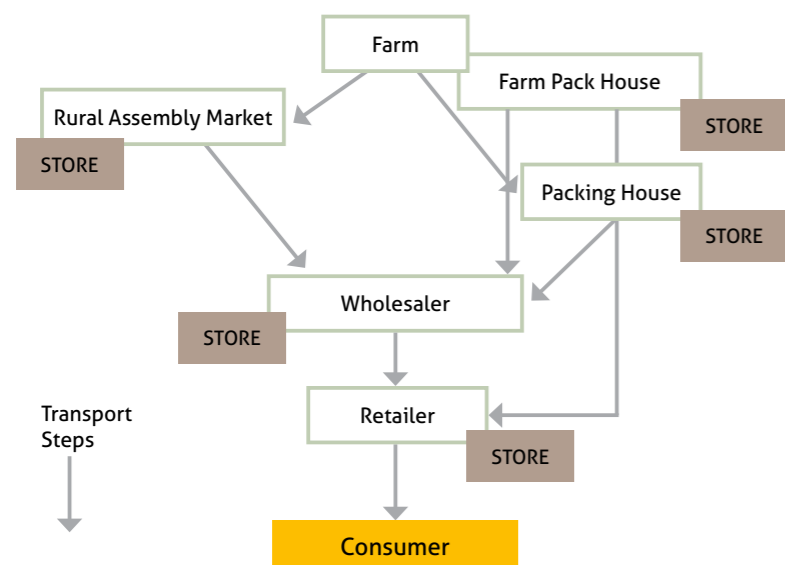 Farm
Farm Pack House
STORE
Rural Assembly Market
STORE
Packing House
STORE
Wholesaler
STORE
Retailer
STORE
Transport
Steps
Consumer